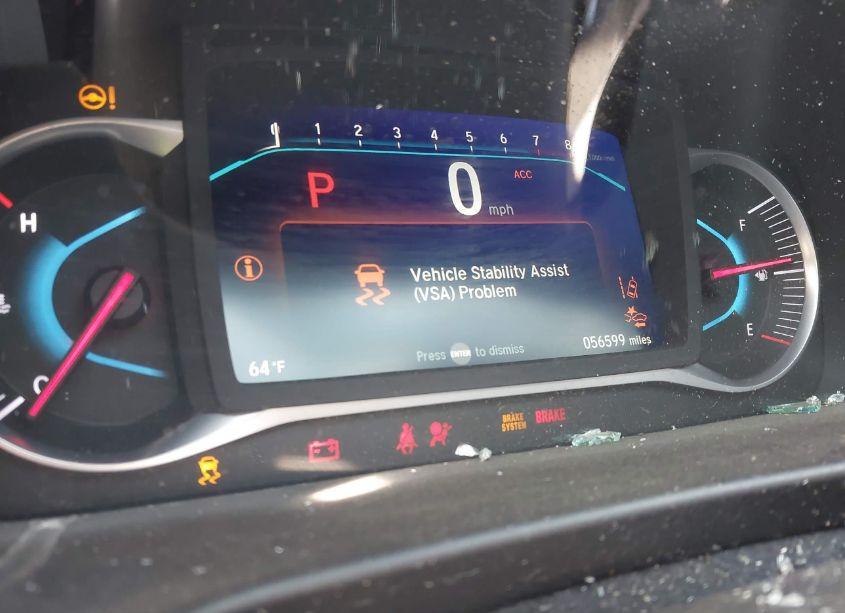 0 1 2 3 4 5 6 7 8
P 0 mph ACC
H
F
i
Vehicle Stability Assist
(VSA) Problem
E
C
Press ENTER to dismiss
056599 miles
64°F
BRAKE
SYSTEM
BRAKE